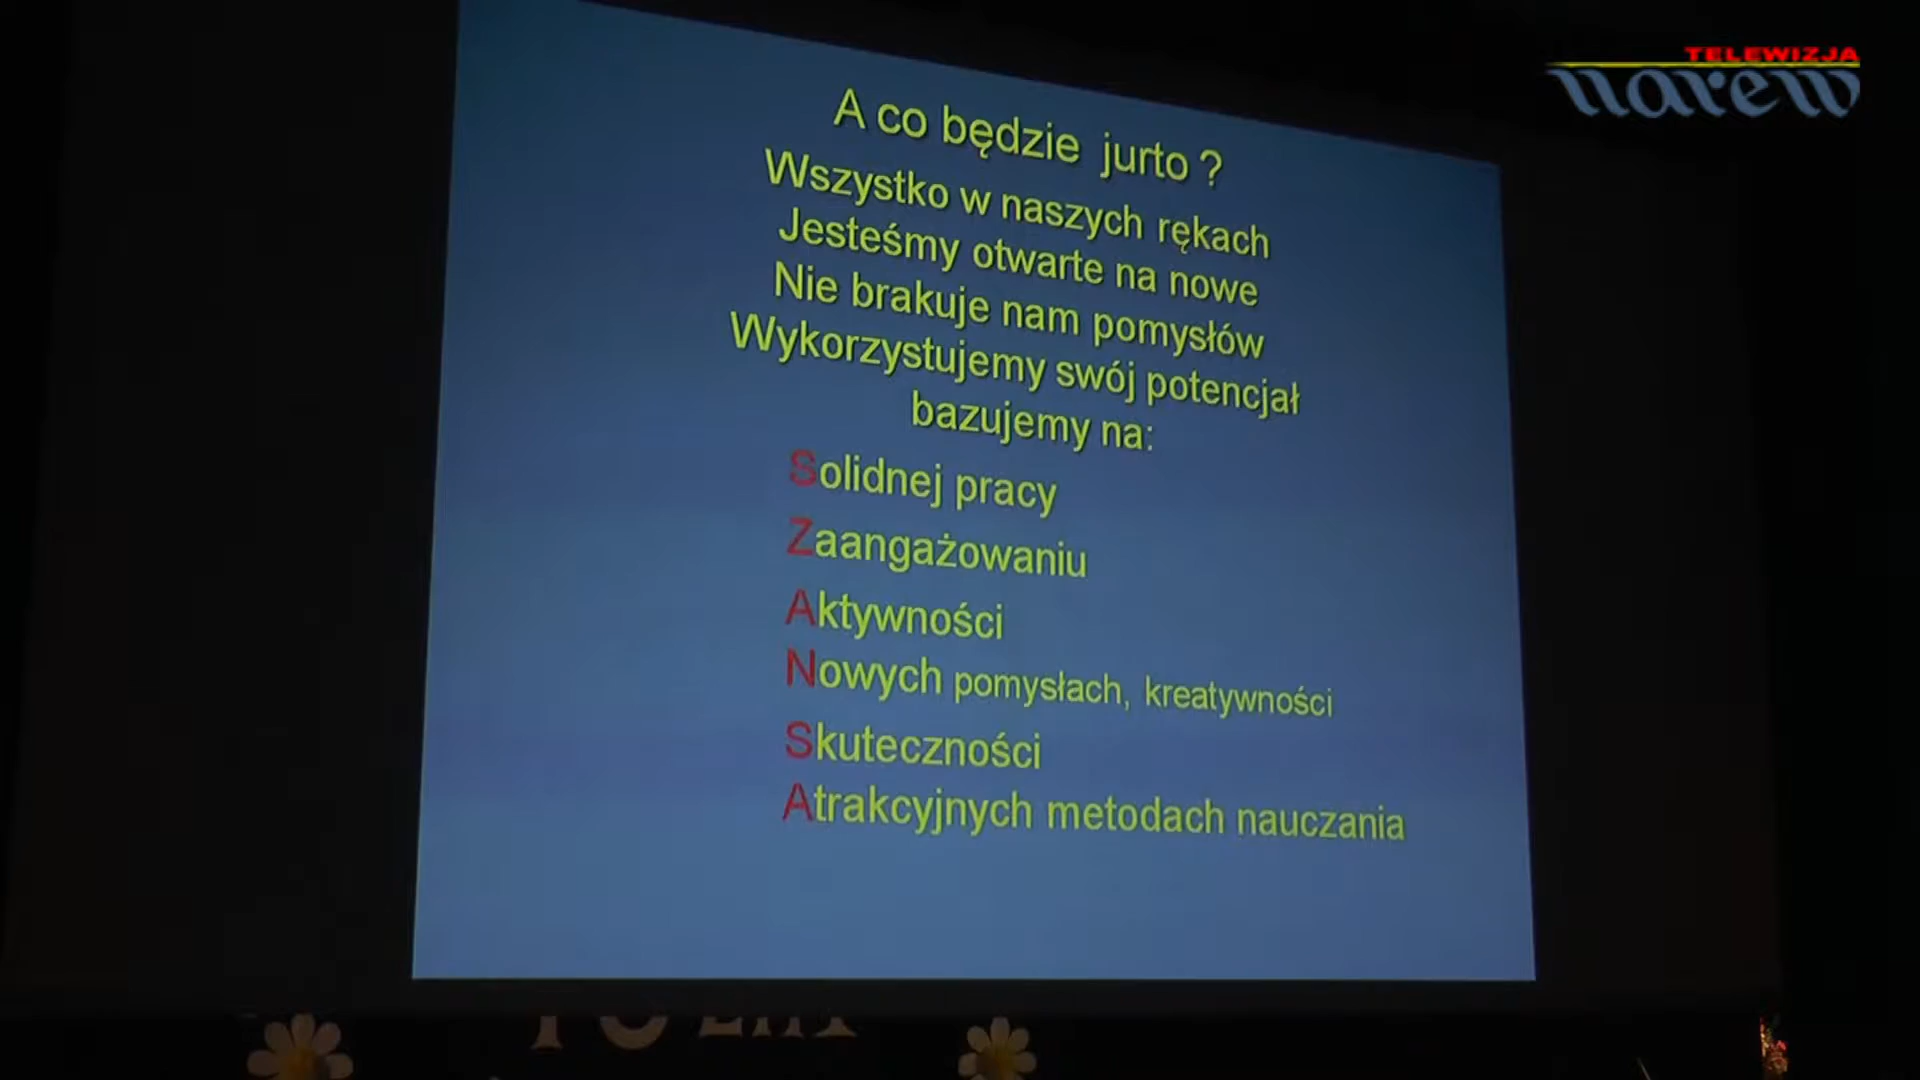 TELEWIZJA
narew
A co będzie jurto ?
Wszystko w naszych rękach
Jesteśmy otwarte na nowe
Nie brakuje nam pomysłów
Wykorzystujemy swój potencjał
bazujemy na:
Solidnej pracy
Zaangażowaniu
Aktywności
Nowych pomysłach, kreatywności
Skuteczności
Atrakcyjnych metodach nauczania